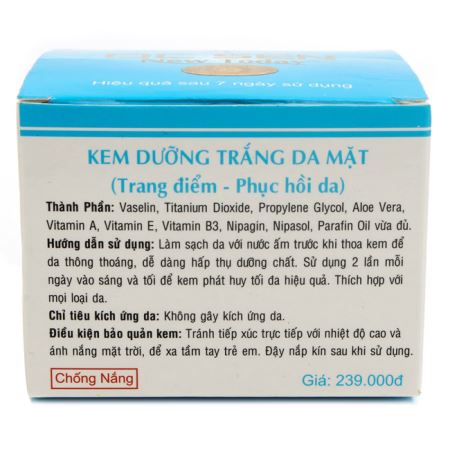 New Today
Hiệu quả sau 7 ngày sử dụng
KEM DƯỠNG TRẮNG DA MẶT
(Trang điểm - Phục hồi da)
Thành Phần: Vaselin, Titanium Dioxide, Propylene Glycol, Aloe Vera,
Vitamin A, Vitamin E, Vitamin B3, Nipagin, Nipasol, Parafin Oil vừa đủ.
Hướng dẫn sử dụng: Làm sạch da với nước ấm trước khi thoa kem để
da thông thoáng, dễ dàng hấp thụ dưỡng chất. Sử dụng 2 lần mỗi
ngày vào sáng và tối để kem phát huy tối đa hiệu quả. Thích hợp với
mọi loại da.
Chỉ tiêu kích ứng da: Không gây kích ứng da.
Điều kiện bảo quản kem: Tránh tiếp xúc trực tiếp với nhiệt độ cao và
ánh nắng mặt trời, để xa tầm tay trẻ em. Đậy nắp kín sau khi sử dụng.
Chống Nắng
Giá: 239.000đ